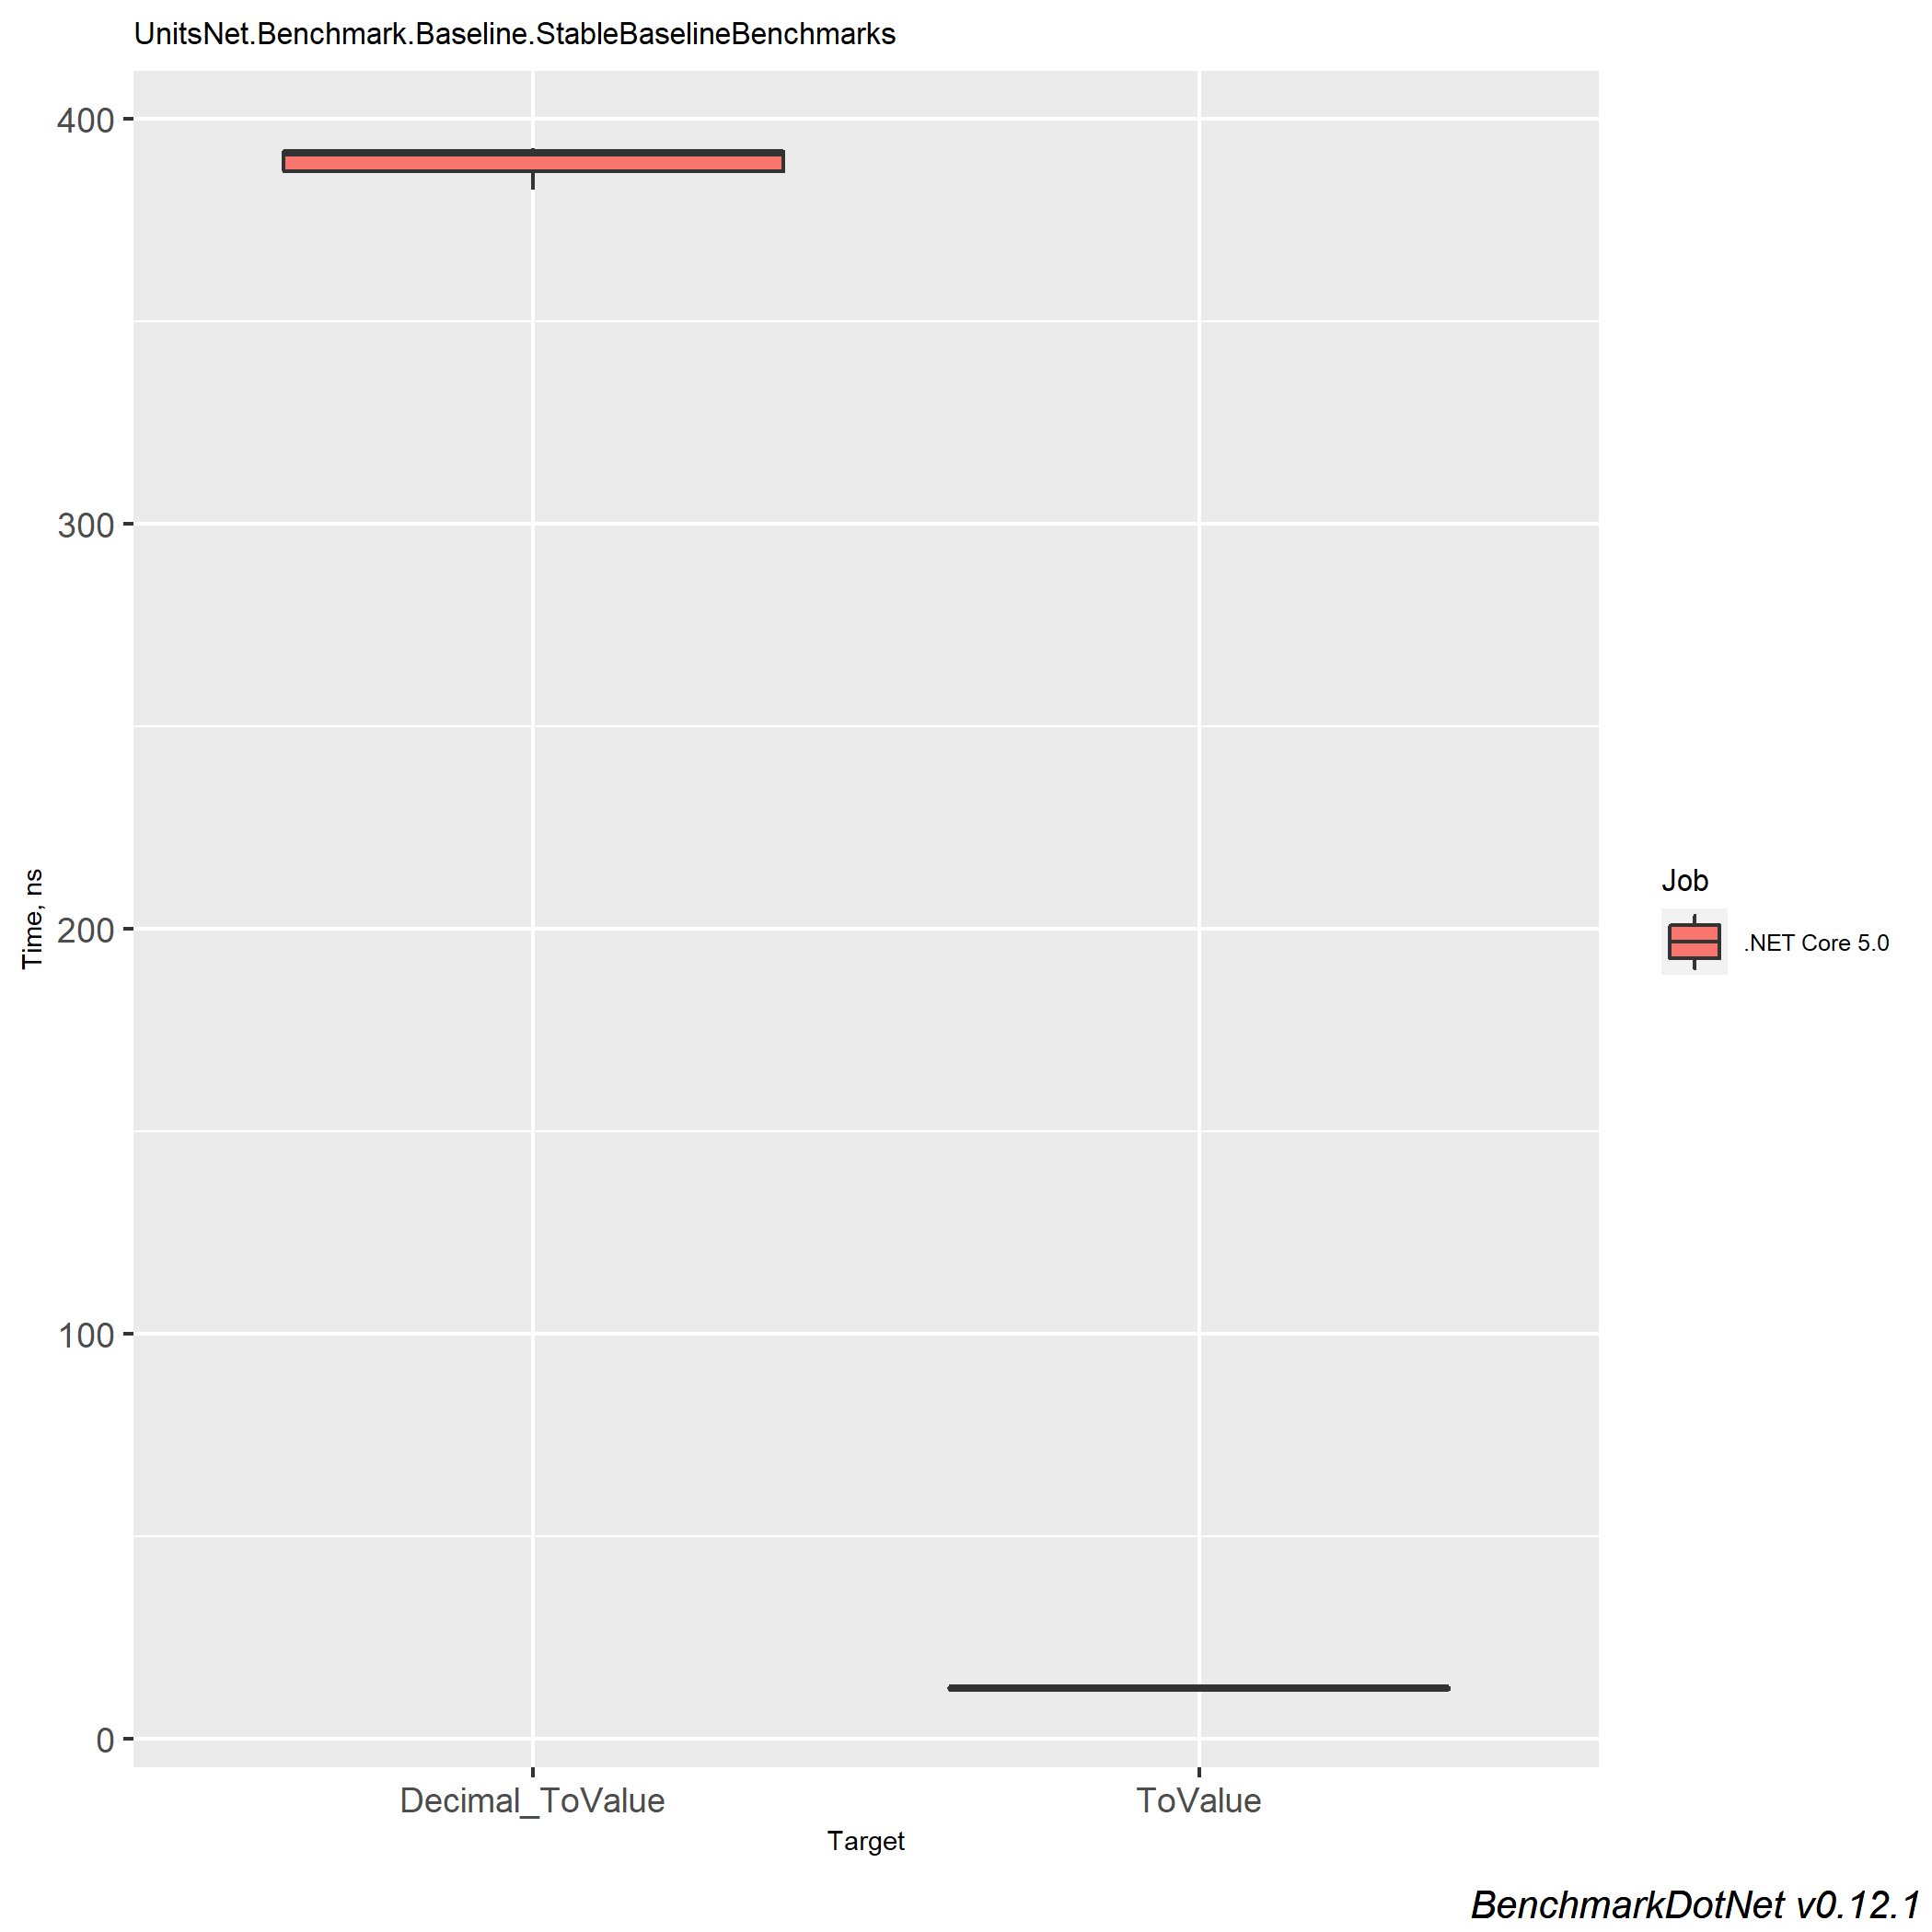 UnitsNet.Benchmark.Baseline.StableBaselineBenchmarks
400
300
200
100
0
Time, ns
Decimal_ToValue
ToValue
Target
Job
.NET Core 5.0
BenchmarkDotNet v0.12.1